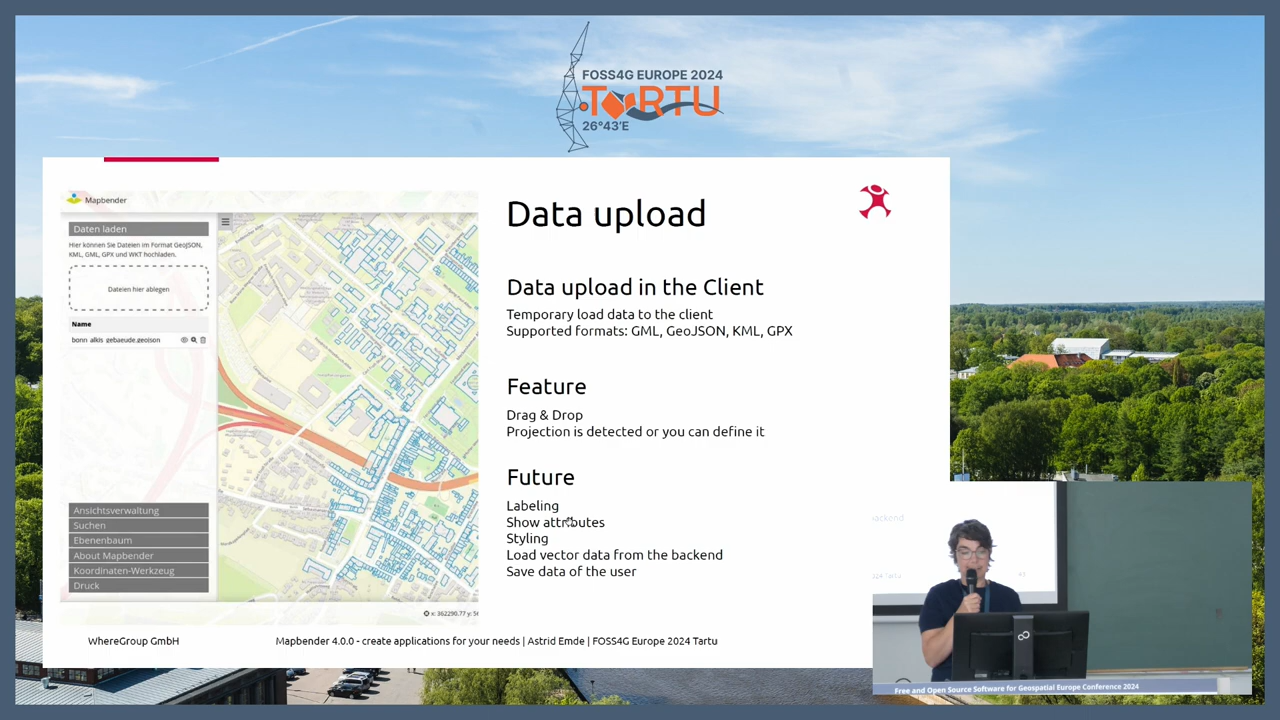 FOSS4G EUROPE 2024
TARTU
26°43'E
Mapbender
Daten laden
Hier können Sie Dateien im Format GeoJSON,
KML, GML, GPX und WKT hochladen.
Dateien hier ablegen
Name
bonn_alkis_gebaeude.geojson
Ansichtsverwaltung
Suchen
Ebenenbaum
About Mapbender
Koordinaten-Werkzeug
Druck
x: 362290.77 y: 56
Data upload
Data upload in the Client
Temporary load data to the client
Supported formats: GML, GeoJSON, KML, GPX
Feature
Drag & Drop
Projection is detected or you can define it
Future
Labeling
Show attributes
Styling
Load vector data from the backend
Save data of the user
WhereGroup GmbH
Mapbender 4.0.0 - create applications for your needs | Astrid Emde | FOSS4G Europe 2024 Tartu
backend
Free and Open Source Software for Geospatial Europe Conference 2024